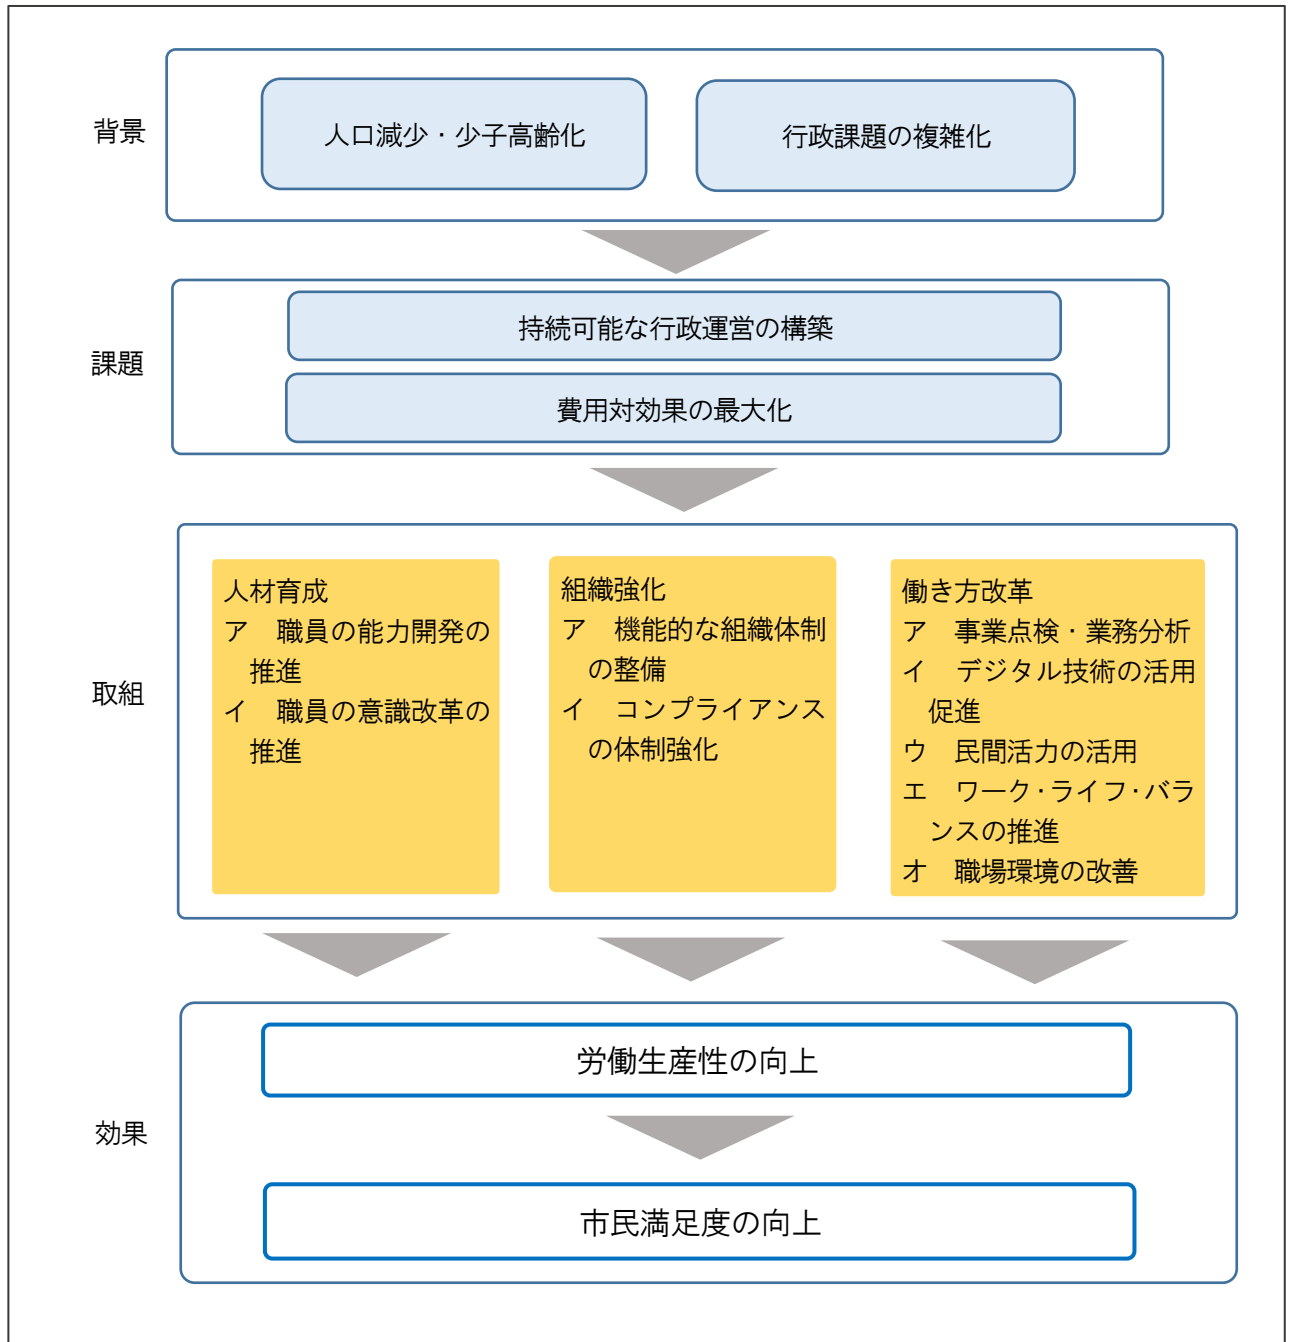 背景
人口減少・少子高齢化
行政課題の複雑化
課題
持続可能な行政運営の構築
費用対効果の最大化
取組
人材育成
ア　職員の能力開発の
推進
イ　職員の意識改革の
推進
組織強化
ア　機能的な組織体制
の整備
イ　コンプライアンス
の体制強化
働き方改革
ア　事業点検・業務分析
イ　デジタル技術の活用
促進
ウ　民間活力の活用
エ　ワーク・ライフ・バラ
ンスの推進
オ　職場環境の改善
効果
労働生産性の向上
市民満足度の向上